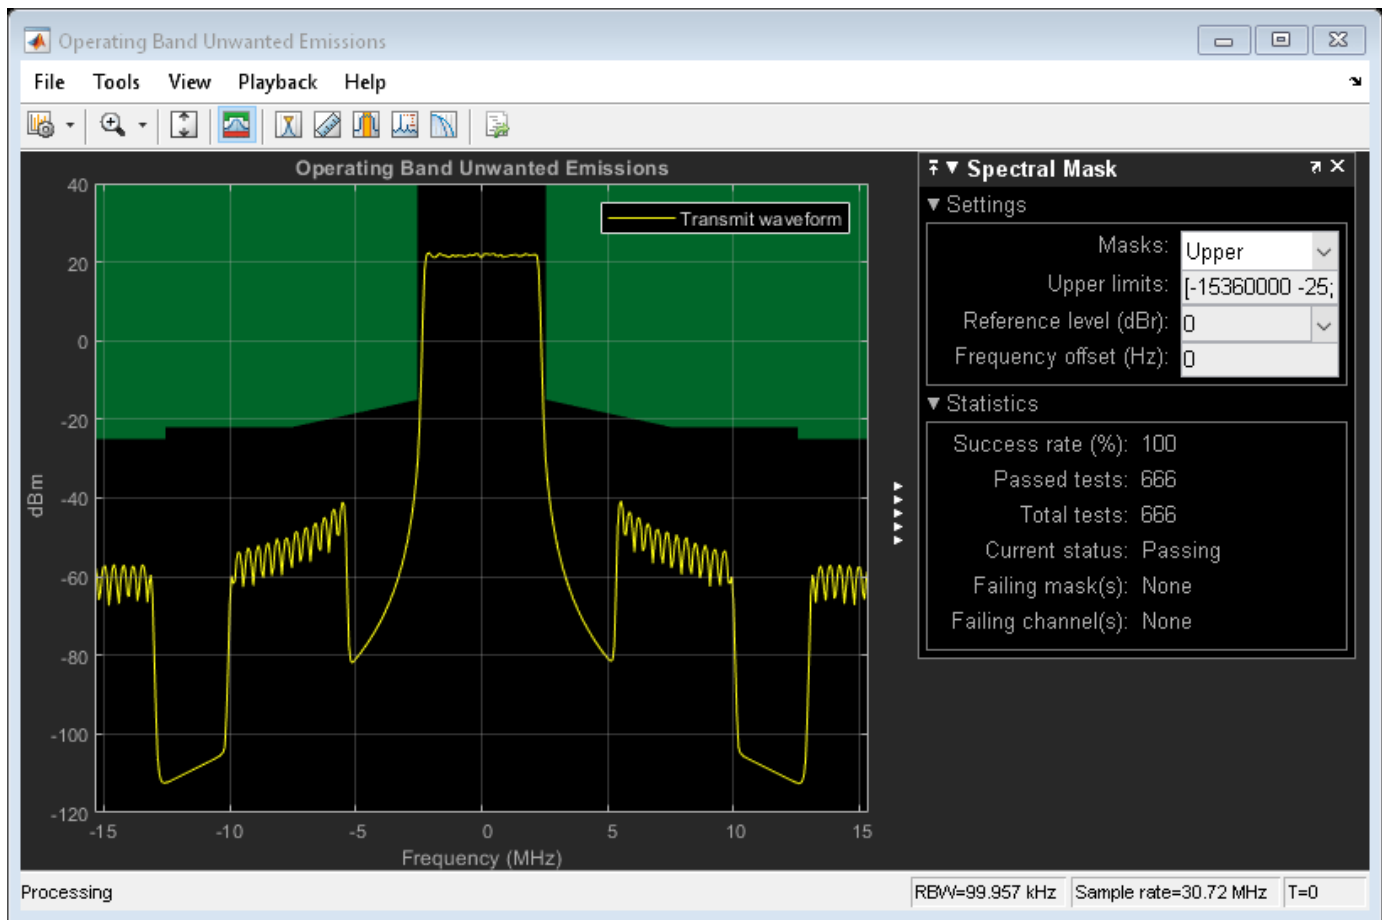 Operating Band Unwanted Emissions
File Tools View Playback Help
Operating Band Unwanted Emissions
Transmit waveform
40
20
0
-20
-40
-60
-80
-100
-120
dBm
-15 -10 -5 0 5 10 15
Frequency (MHz)
Spectral Mask
Settings
Masks: Upper
Upper limits: [-15360000 -25;
Reference level (dBr): 0
Frequency offset (Hz): 0
Statistics
Success rate (%): 100
Passed tests: 666
Total tests: 666
Current status: Passing
Failing mask(s): None
Failing channel(s): None
Processing RBW=99.957 kHz Sample rate=30.72 MHz T=0